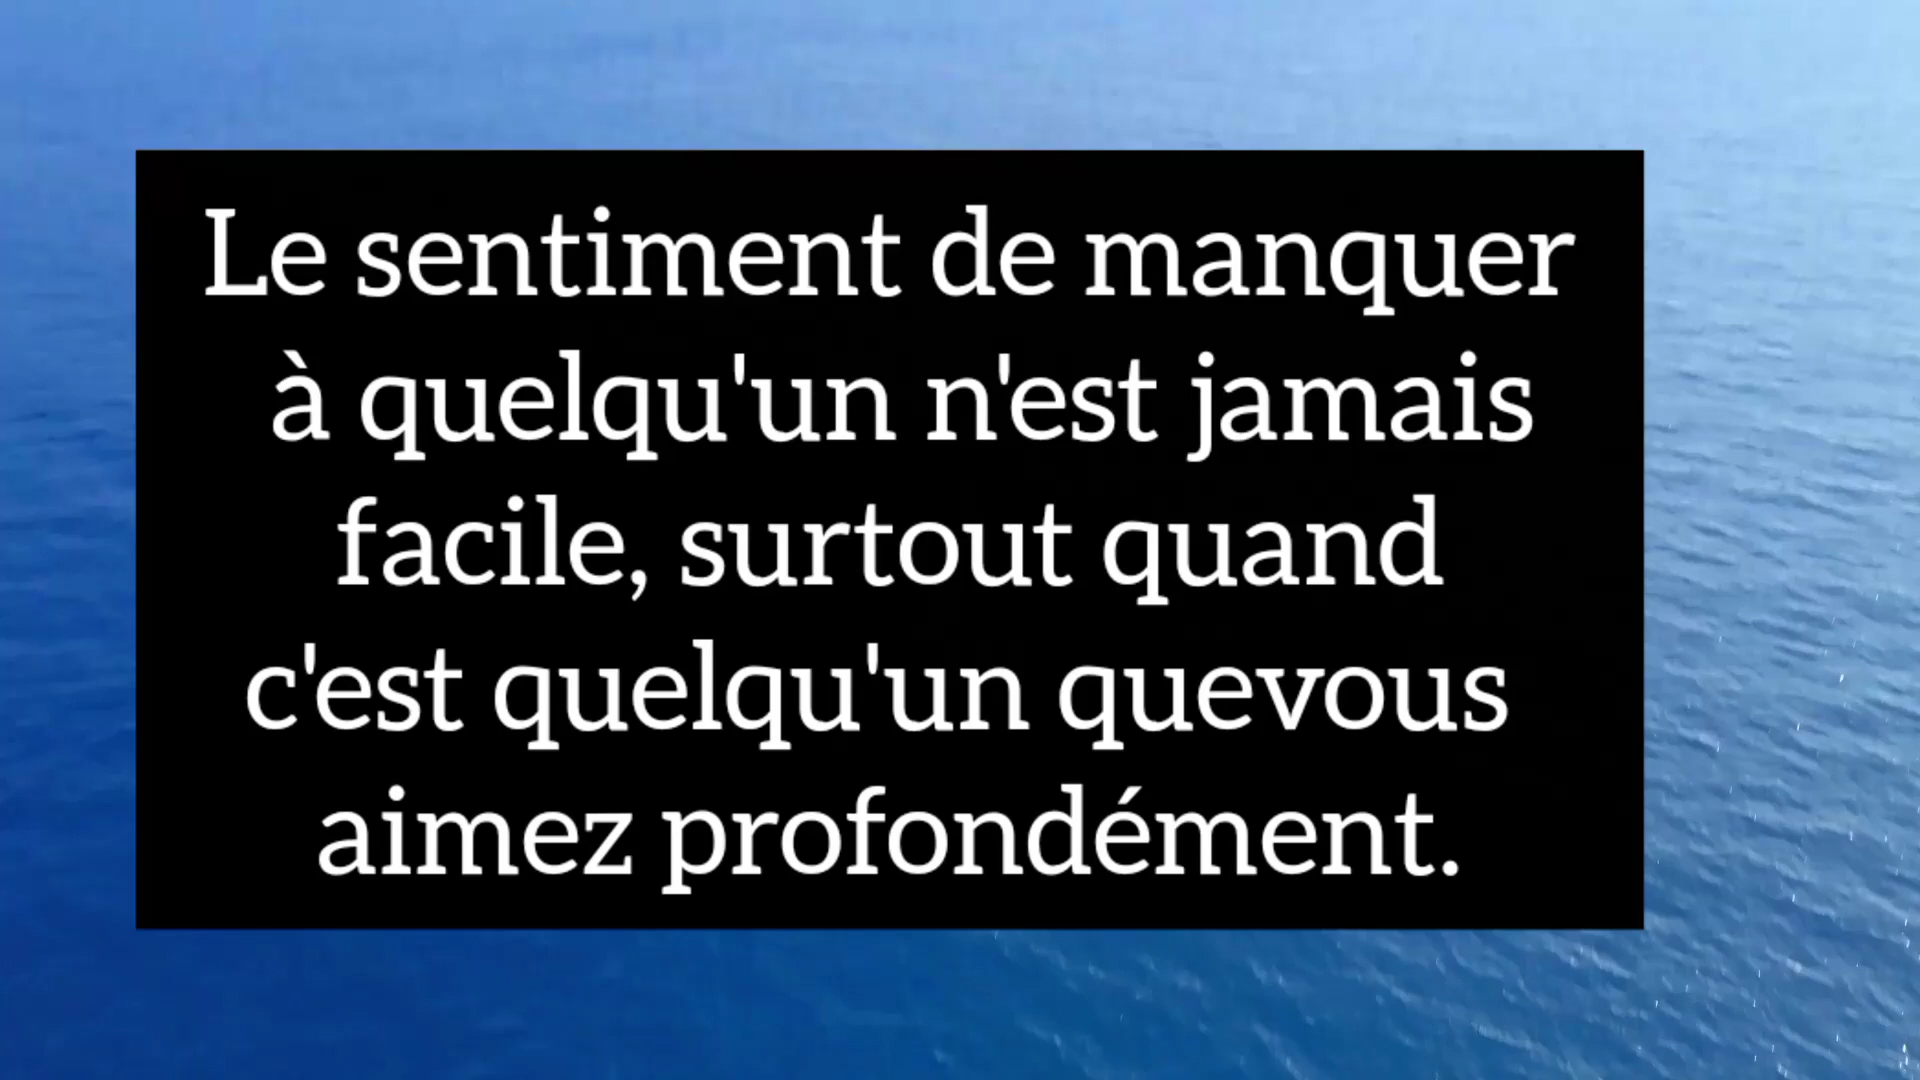 Le sentiment de manquer
à quelqu'un n'est jamais
facile, surtout quand
c'est quelqu'un quevous
aimez profondément.